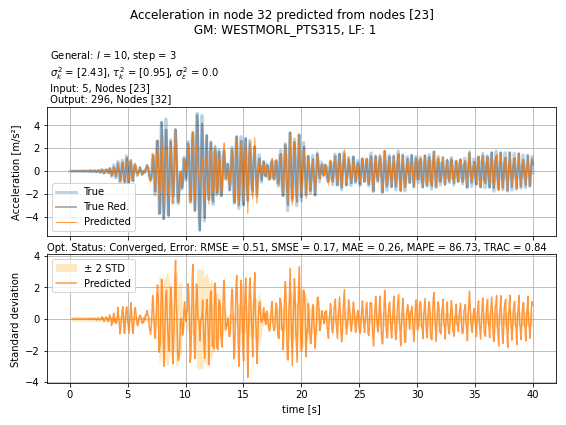 Acceleration in node 32 predicted from nodes [23]
GM: WESTMORL_PTS315, LF: 1
General: l = 10, step = 3
σ²ₖ = [2.43], τ²ₖ = [0.95], σ²ε = 0.0
Input: 5, Nodes [23]
Output: 296, Nodes [32]
Acceleration [m/s²]
4
2
0
−2
−4
True
True Red.
Predicted
Opt. Status: Converged, Error: RMSE = 0.51, SMSE = 0.17, MAE = 0.26, MAPE = 86.73, TRAC = 0.84
Standard deviation
4
2
0
−2
−4
± 2 STD
Predicted
0 5 10 15 20 25 30 35 40
time [s]